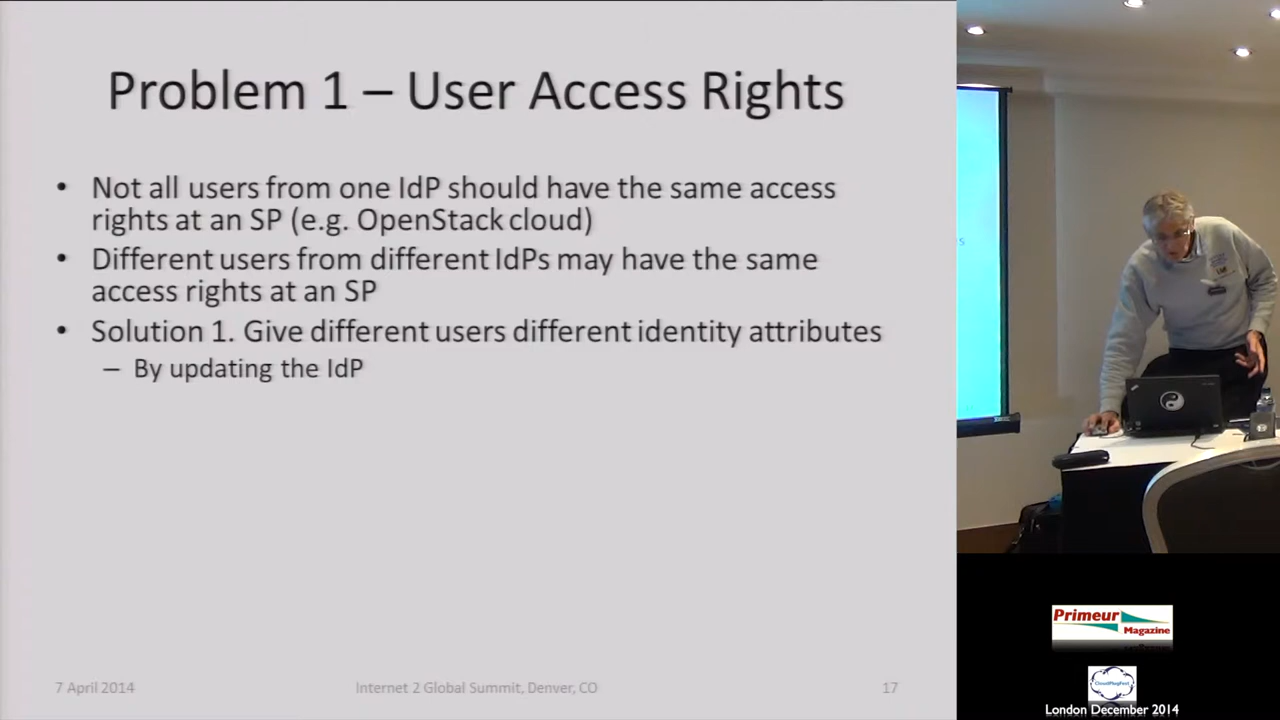 Problem 1 – User Access Rights
• Not all users from one IdP should have the same access
rights at an SP (e.g. OpenStack cloud)
• Different users from different IdPs may have the same
access rights at an SP
• Solution 1. Give different users different identity attributes
– By updating the IdP
7 April 2014
Internet 2 Global Summit, Denver, CO
17
Primeur
Magazine
CloudPlugFest
London December 2014